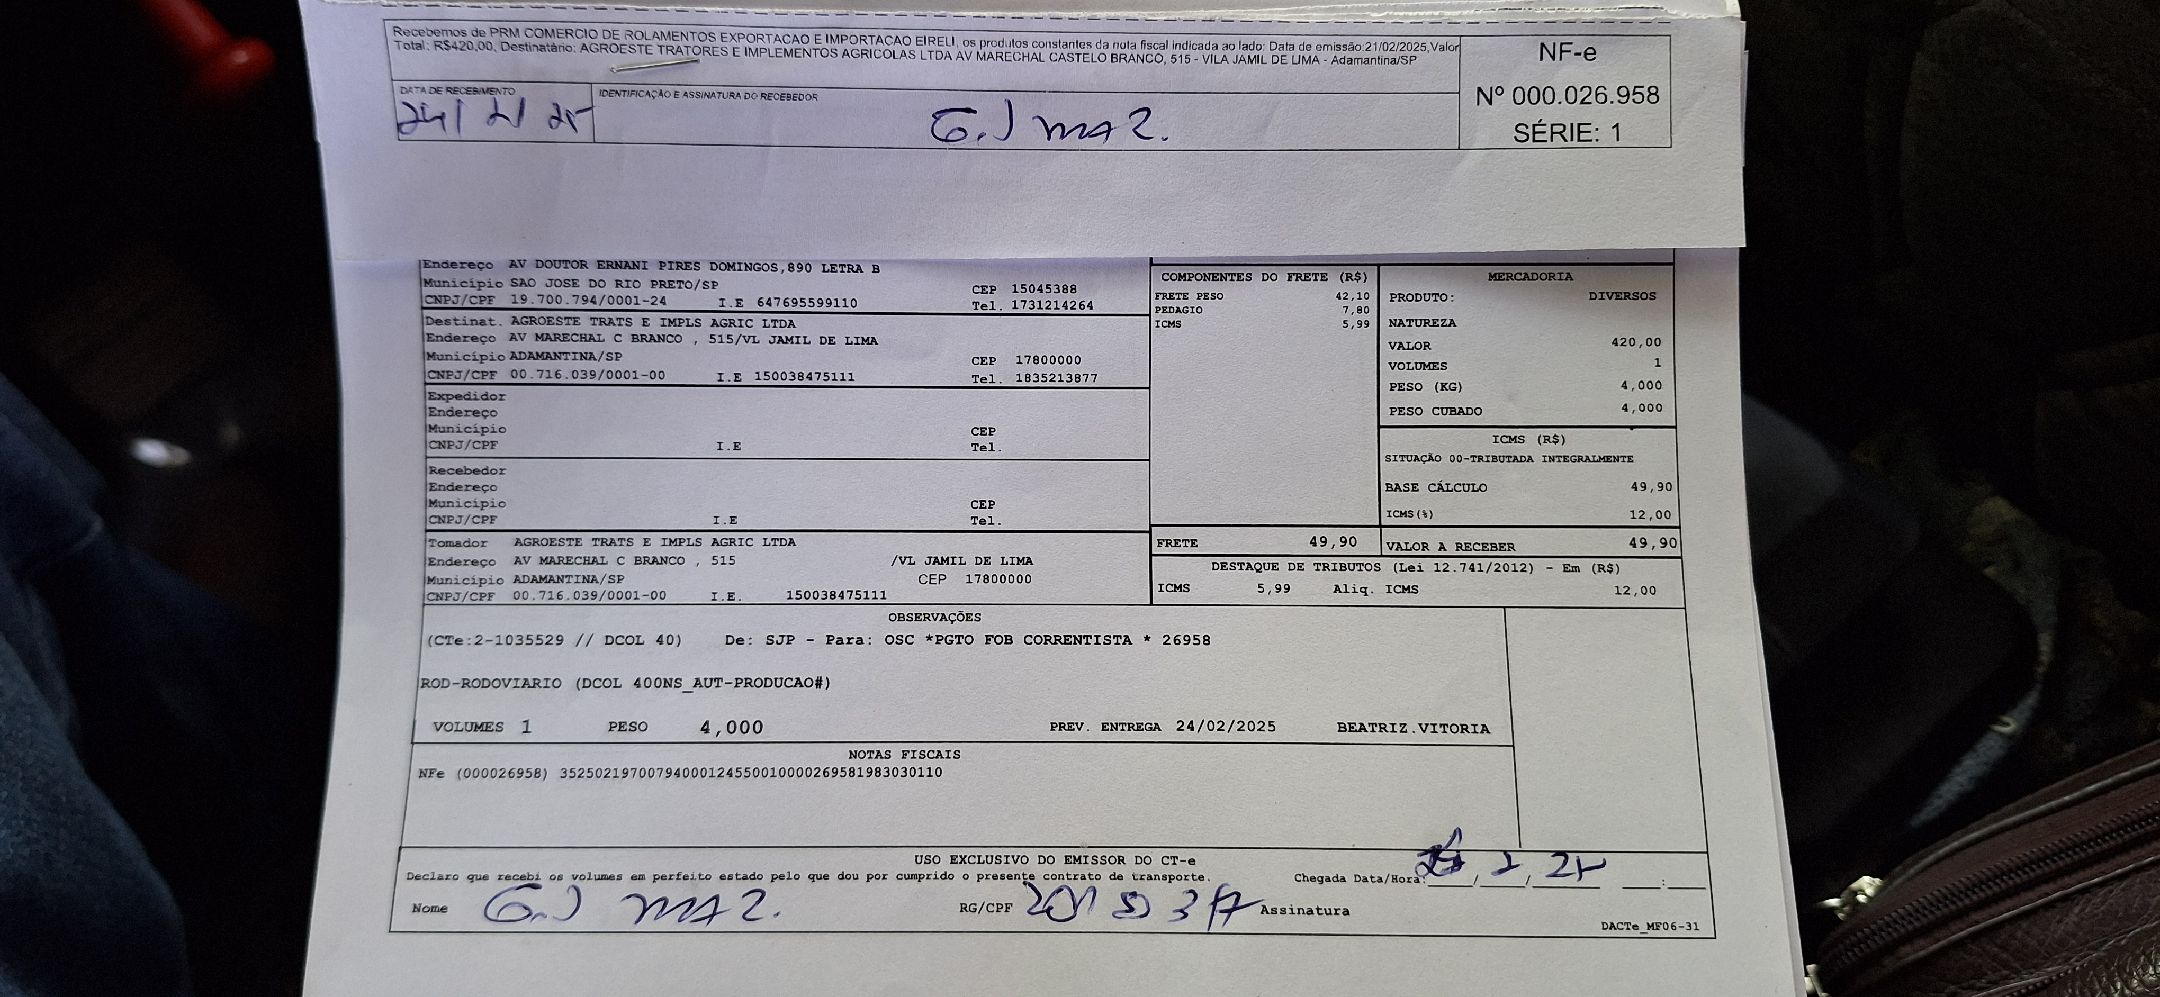 Recebemos de PRM COMERCIO DE ROLAMENTOS EXPORTACAO E IMPORTACAO EIRELI, os produtos constantes da nota fiscal indicada ao lado: Data de emissão:21/02/2025,Valor
Total: R$420,00, Destinatário: AGROESTE TRATORES E IMPLEMENTOS AGRICOLAS LTDA AV MARECHAL CASTELO BRANCO, 515 - VILA JAMIL DE LIMA - Adamantina/SP
NF-e
Nº 000.026.958
SÉRIE: 1
DATA DE RECEBIMENTO
IDENTIFICAÇÃO E ASSINATURA DO RECEBEDOR
24/ 2/ 25
Endereço AV DOUTOR ERNANI PIRES DOMINGOS,890 LETRA B
Município SAO JOSE DO RIO PRETO/SP CEP 15045388
CNPJ/CPF 19.700.794/0001-24 I.E 647695599110 Tel. 1731214264
Destinat. AGROESTE TRATS E IMPLS AGRIC LTDA
Endereço AV MARECHAL C BRANCO , 515/VL JAMIL DE LIMA
Município ADAMANTINA/SP CEP 17800000
CNPJ/CPF 00.716.039/0001-00 I.E 150038475111 Tel. 1835213877
Expedidor
Endereço
Município CEP
CNPJ/CPF I.E Tel.
Recebedor
Endereço
Município CEP
CNPJ/CPF I.E Tel.
Tomador AGROESTE TRATS E IMPLS AGRIC LTDA
Endereço AV MARECHAL C BRANCO , 515 /VL JAMIL DE LIMA
Município ADAMANTINA/SP CEP 17800000
CNPJ/CPF 00.716.039/0001-00 I.E. 150038475111
COMPONENTES DO FRETE (R$)
FRETE PESO 42,10
PEDAGIO 7,80
ICMS 5,99
FRETE 49,90
MERCADORIA
PRODUTO: DIVERSOS
NATUREZA
VALOR 420,00
VOLUMES 1
PESO (KG) 4,000
PESO CUBADO 4,000
ICMS (R$)
SITUAÇÃO 00-TRIBUTADA INTEGRALMENTE
BASE CÁLCULO 49,90
ICMS(%) 12,00
VALOR A RECEBER 49,90
DESTAQUE DE TRIBUTOS (Lei 12.741/2012) - Em (R$)
ICMS 5,99 Aliq. ICMS 12,00
OBSERVAÇÕES
(CTe:2-1035529 // DCOL 40) De: SJP - Para: OSC *PGTO FOB CORRENTISTA * 26958
ROD-RODOVIARIO (DCOL 400NS_AUT-PRODUCAO#)
VOLUMES 1 PESO 4,000 PREV. ENTREGA 24/02/2025 BEATRIZ.VITORIA
NOTAS FISCAIS
NFe (000026958) 35250219700794000124550010000269581983030110
USO EXCLUSIVO DO EMISSOR DO CT-e
Declaro que recebi os volumes em perfeito estado pelo que dou por cumprido o presente contrato de transporte. Chegada Data/Hora: / 2 / 25 :
Nome RG/CPF Assinatura
DACTe_MF06-31